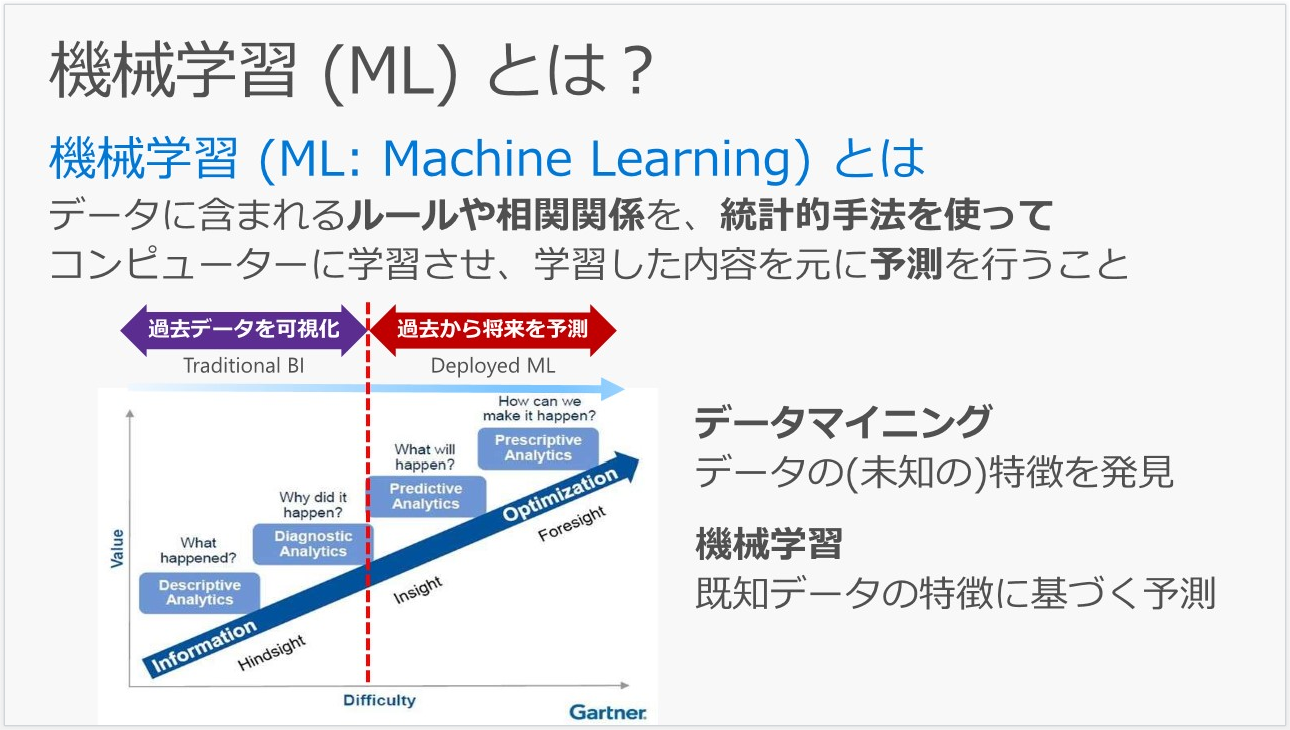 機械学習 (ML) とは？
機械学習 (ML: Machine Learning) とは
データに含まれるルールや相関関係を、統計的手法を使って
コンピューターに学習させ、学習した内容を元に予測を行うこと
過去データを可視化
過去から将来を予測
Traditional BI
Deployed ML
How can we
make it happen?
Prescriptive
Analytics
What will
happen?
Predictive
Analytics
Why did it
happen?
Diagnostic
Analytics
What
happened?
Descriptive
Analytics
Value
Information
Optimization
Hindsight
Insight
Foresight
Difficulty
Gartner.
データマイニング
データの(未知の)特徴を発見
機械学習
既知データの特徴に基づく予測